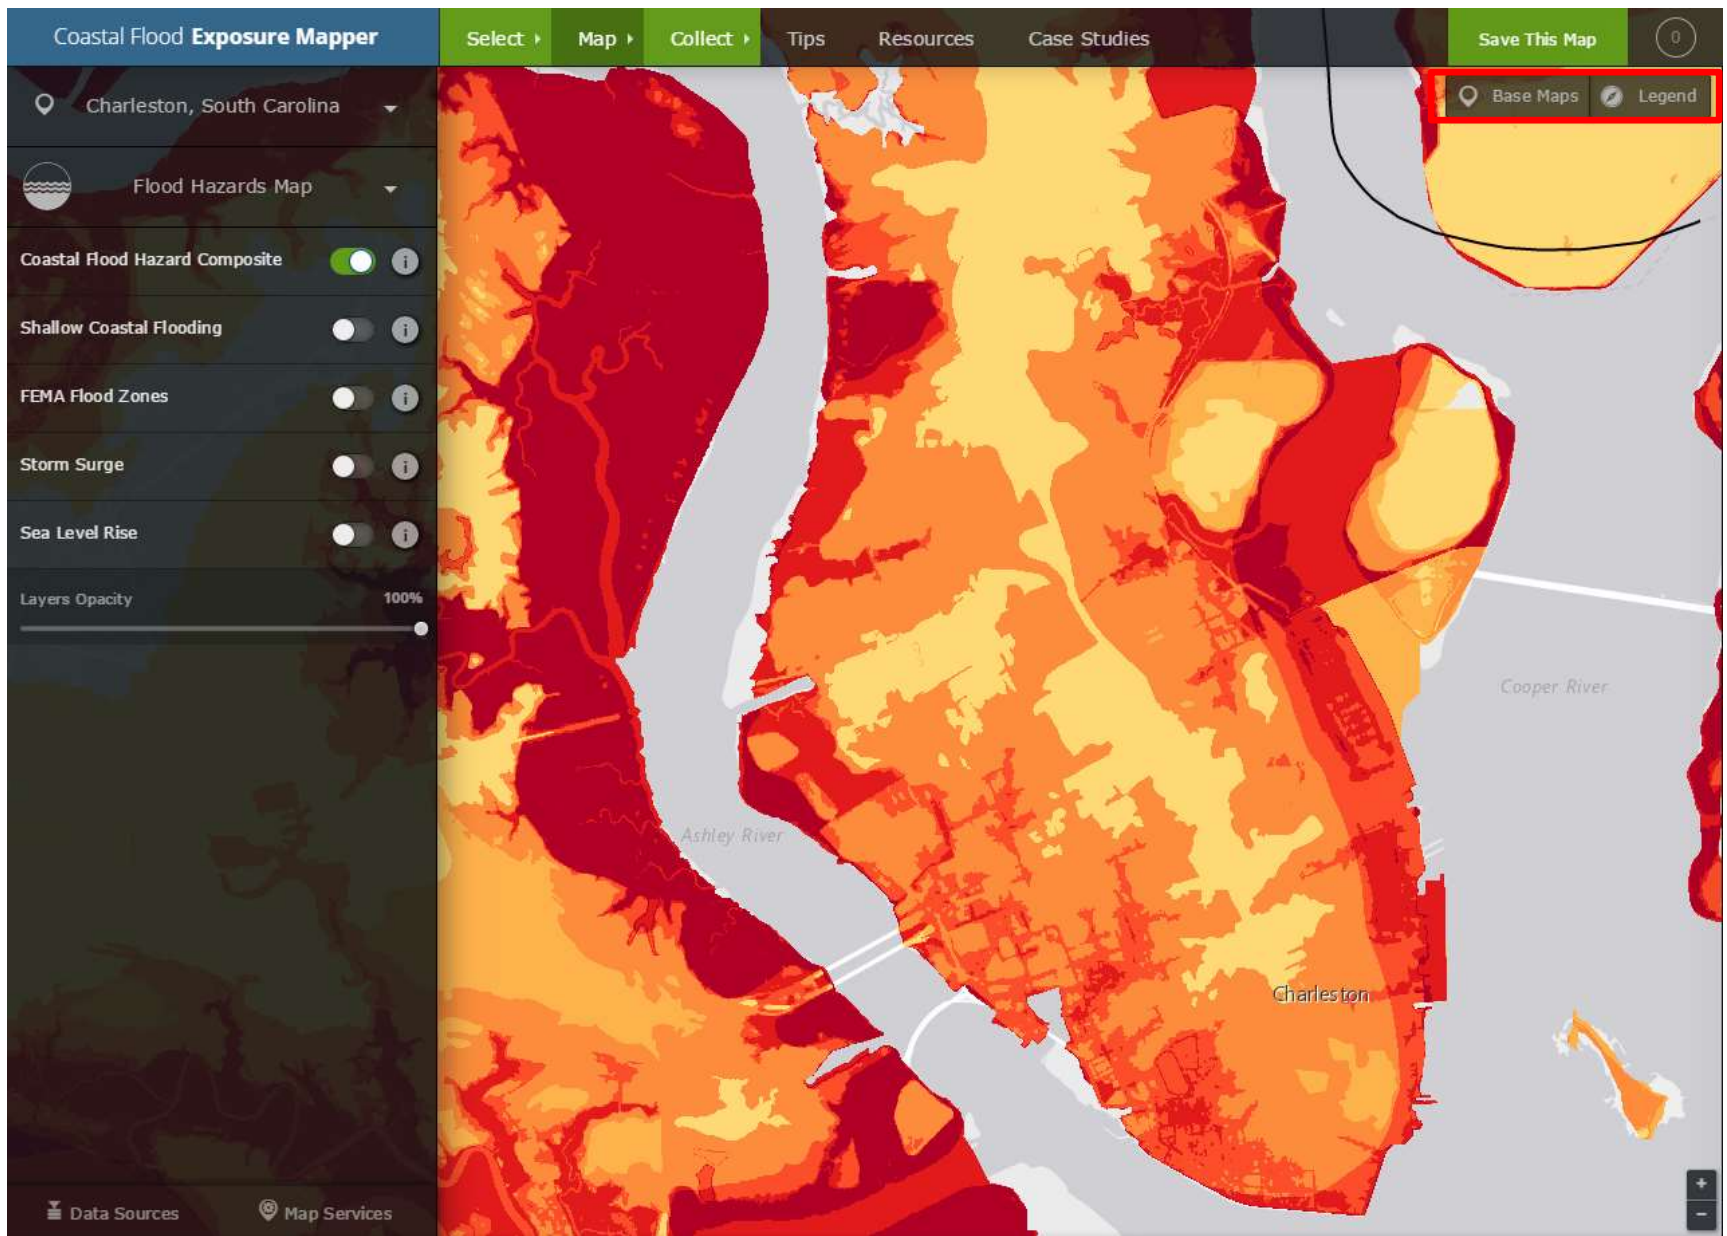 Coastal Flood Exposure Mapper
Select
Map
Collect
Tips
Resources
Case Studies
Save This Map
0
Base Maps
Legend
Charleston, South Carolina
Flood Hazards Map
Coastal Flood Hazard Composite
i
Shallow Coastal Flooding
i
FEMA Flood Zones
i
Storm Surge
i
Sea Level Rise
i
Layers Opacity 100%
Cooper River
Ashley River
Charleston
+
−
Data Sources
Map Services